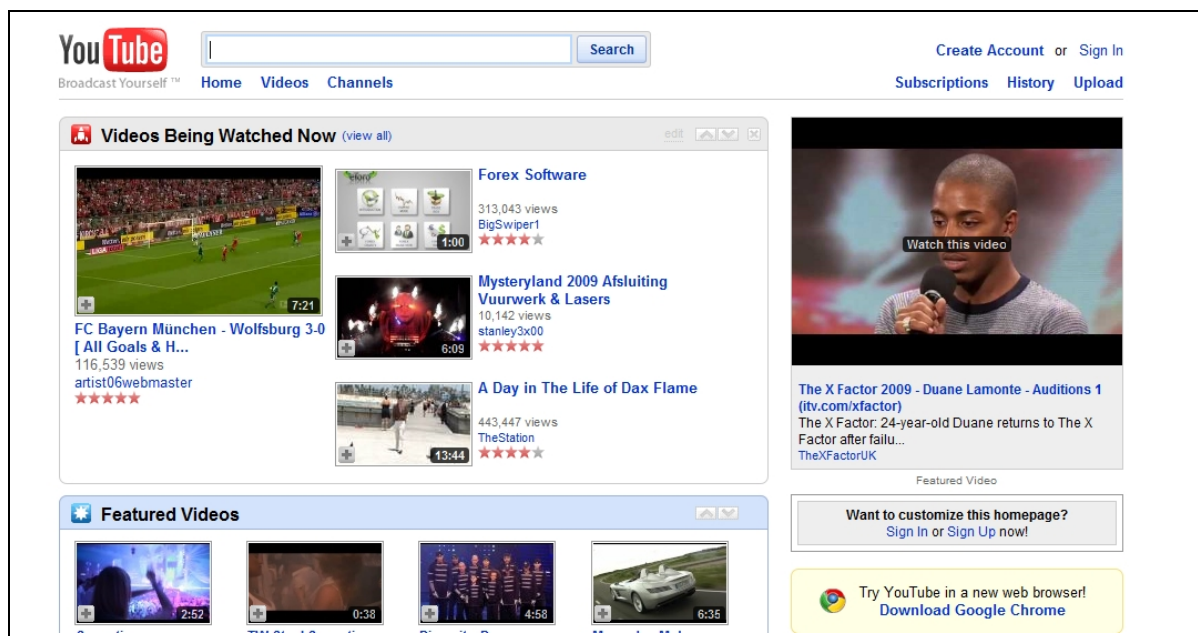 YouTube
Broadcast Yourself ™
Search
Create Account or Sign In
Home Videos Channels
Subscriptions History Upload
Videos Being Watched Now (view all)
edit
7:21
FC Bayern München - Wolfsburg 3-0
[ All Goals & H...
116,539 views
artist06webmaster
1:00
Forex Software
313,043 views
BigSwiper1
6:09
Mysteryland 2009 Afsluiting
Vuurwerk & Lasers
10,142 views
stanley3x00
13:44
A Day in The Life of Dax Flame
443,447 views
TheStation
Watch this video
The X Factor 2009 - Duane Lamonte - Auditions 1
(itv.com/xfactor)
The X Factor: 24-year-old Duane returns to The X
Factor after failu...
TheXFactorUK
Featured Video
Want to customize this homepage?
Sign In or Sign Up now!
Try YouTube in a new web browser!
Download Google Chrome
Featured Videos
2:52
0:38
4:58
6:35